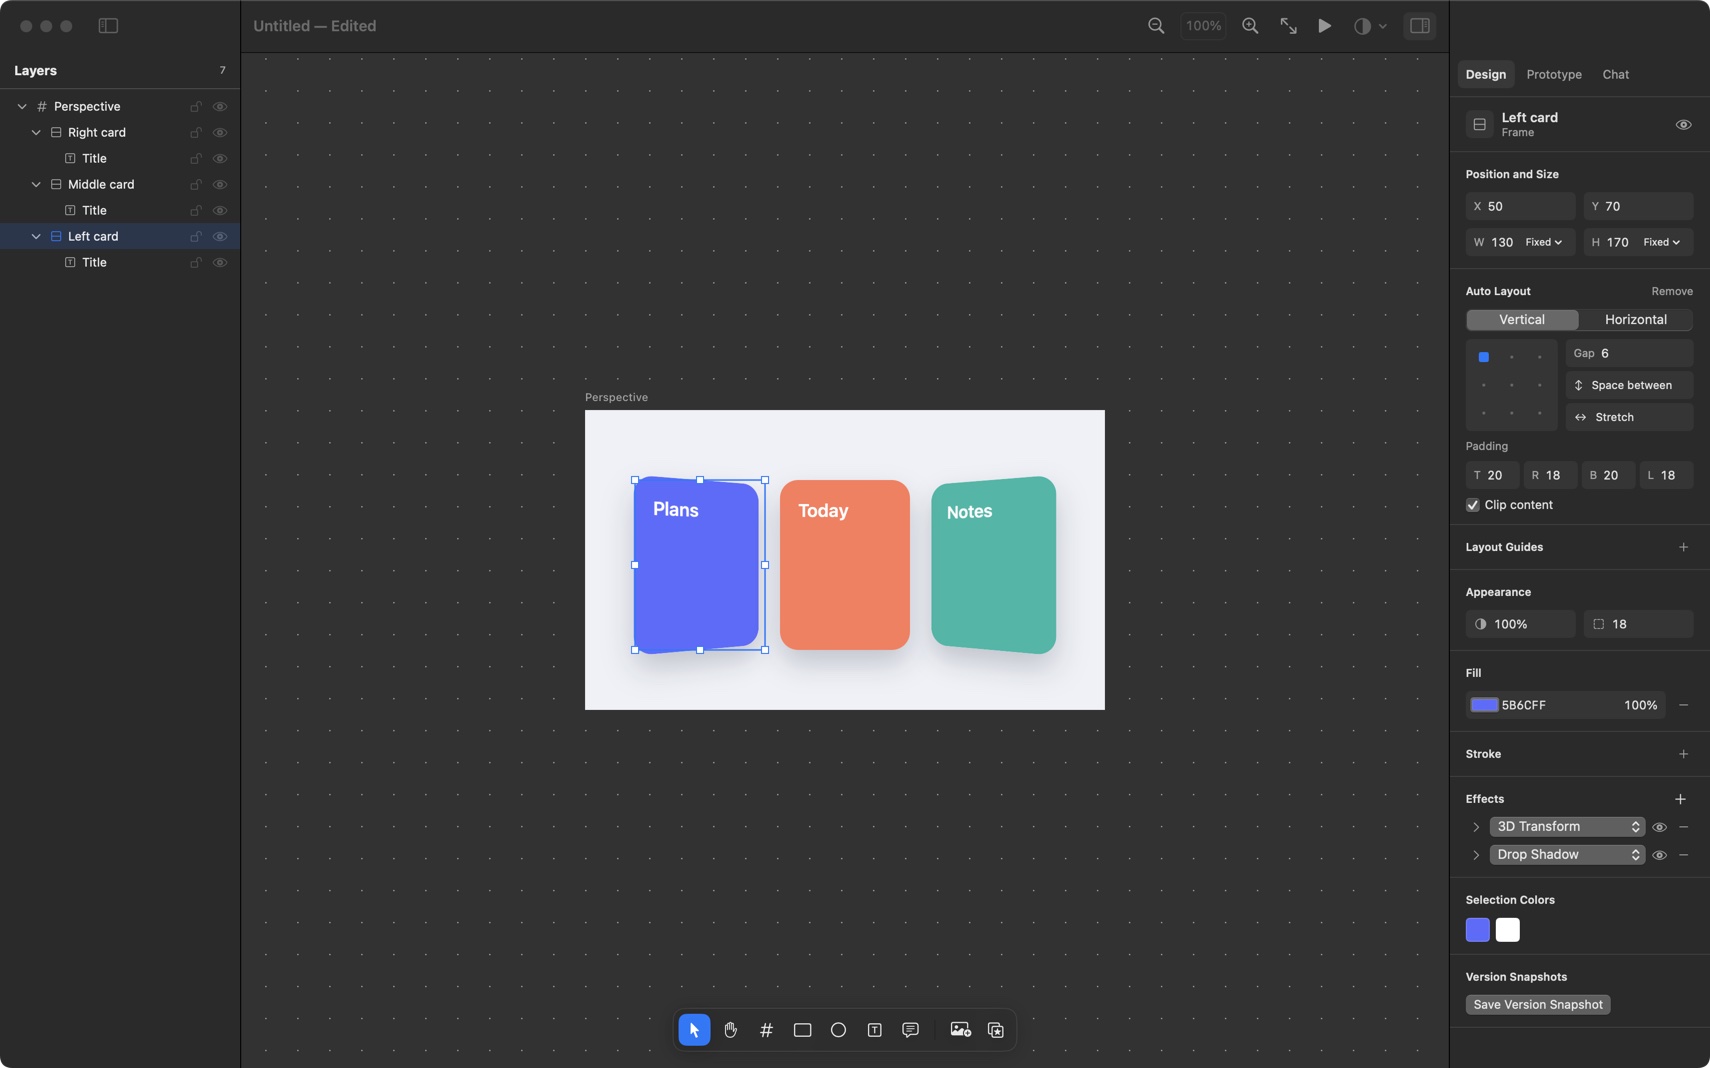 Untitled — Edited
100%
Layers
7
Perspective
Right card
Title
Middle card
Title
Left card
Title
Perspective
Plans
Today
Notes
Design
Prototype
Chat
Left card
Frame
Position and Size
X 50
Y 70
W 130 Fixed
H 170 Fixed
Auto Layout
Remove
Vertical
Horizontal
Gap 6
Space between
Stretch
Padding
T 20
R 18
B 20
L 18
Clip content
Layout Guides
Appearance
100%
18
Fill
5B6CFF
100%
Stroke
Effects
3D Transform
Drop Shadow
Selection Colors
Version Snapshots
Save Version Snapshot